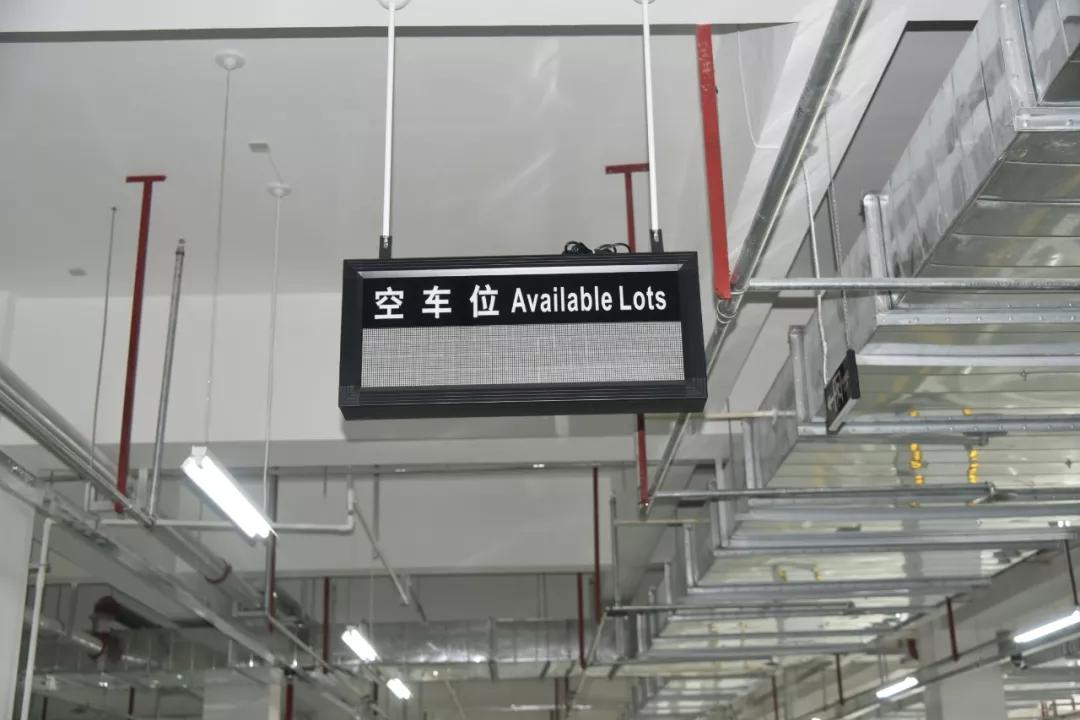 空车位 Available Lots